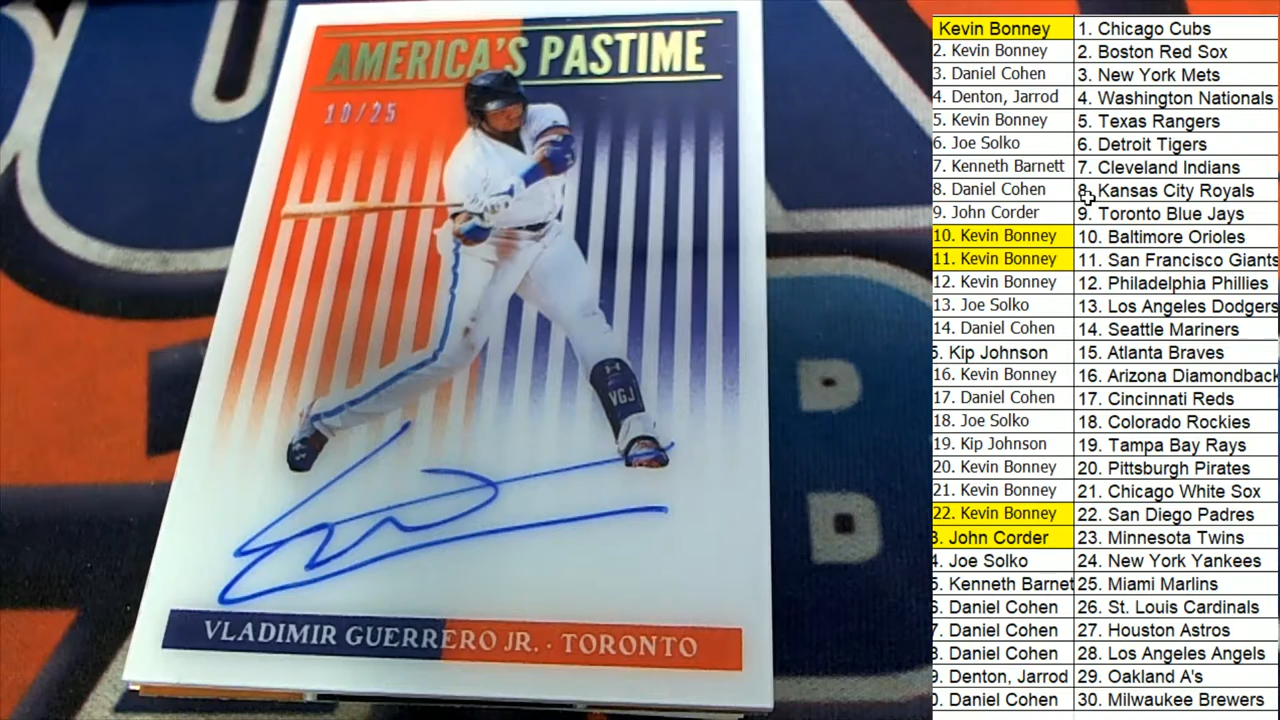 AMERICA'S PASTIME
10/25
VGJ
VLADIMIR GUERRERO JR. · TORONTO
Kevin Bonney 1. Chicago Cubs
2. Kevin Bonney 2. Boston Red Sox
3. Daniel Cohen 3. New York Mets
4. Denton, Jarrod 4. Washington Nationals
5. Kevin Bonney 5. Texas Rangers
6. Joe Solko 6. Detroit Tigers
7. Kenneth Barnett 7. Cleveland Indians
8. Daniel Cohen 8. Kansas City Royals
9. John Corder 9. Toronto Blue Jays
10. Kevin Bonney 10. Baltimore Orioles
11. Kevin Bonney 11. San Francisco Giants
12. Kevin Bonney 12. Philadelphia Phillies
13. Joe Solko 13. Los Angeles Dodgers
14. Daniel Cohen 14. Seattle Mariners
5. Kip Johnson 15. Atlanta Braves
16. Kevin Bonney 16. Arizona Diamondback
17. Daniel Cohen 17. Cincinnati Reds
18. Joe Solko 18. Colorado Rockies
19. Kip Johnson 19. Tampa Bay Rays
20. Kevin Bonney 20. Pittsburgh Pirates
21. Kevin Bonney 21. Chicago White Sox
22. Kevin Bonney 22. San Diego Padres
3. John Corder 23. Minnesota Twins
4. Joe Solko 24. New York Yankees
5. Kenneth Barnet 25. Miami Marlins
6. Daniel Cohen 26. St. Louis Cardinals
7. Daniel Cohen 27. Houston Astros
8. Daniel Cohen 28. Los Angeles Angels
9. Denton, Jarrod 29. Oakland A's
0. Daniel Cohen 30. Milwaukee Brewers